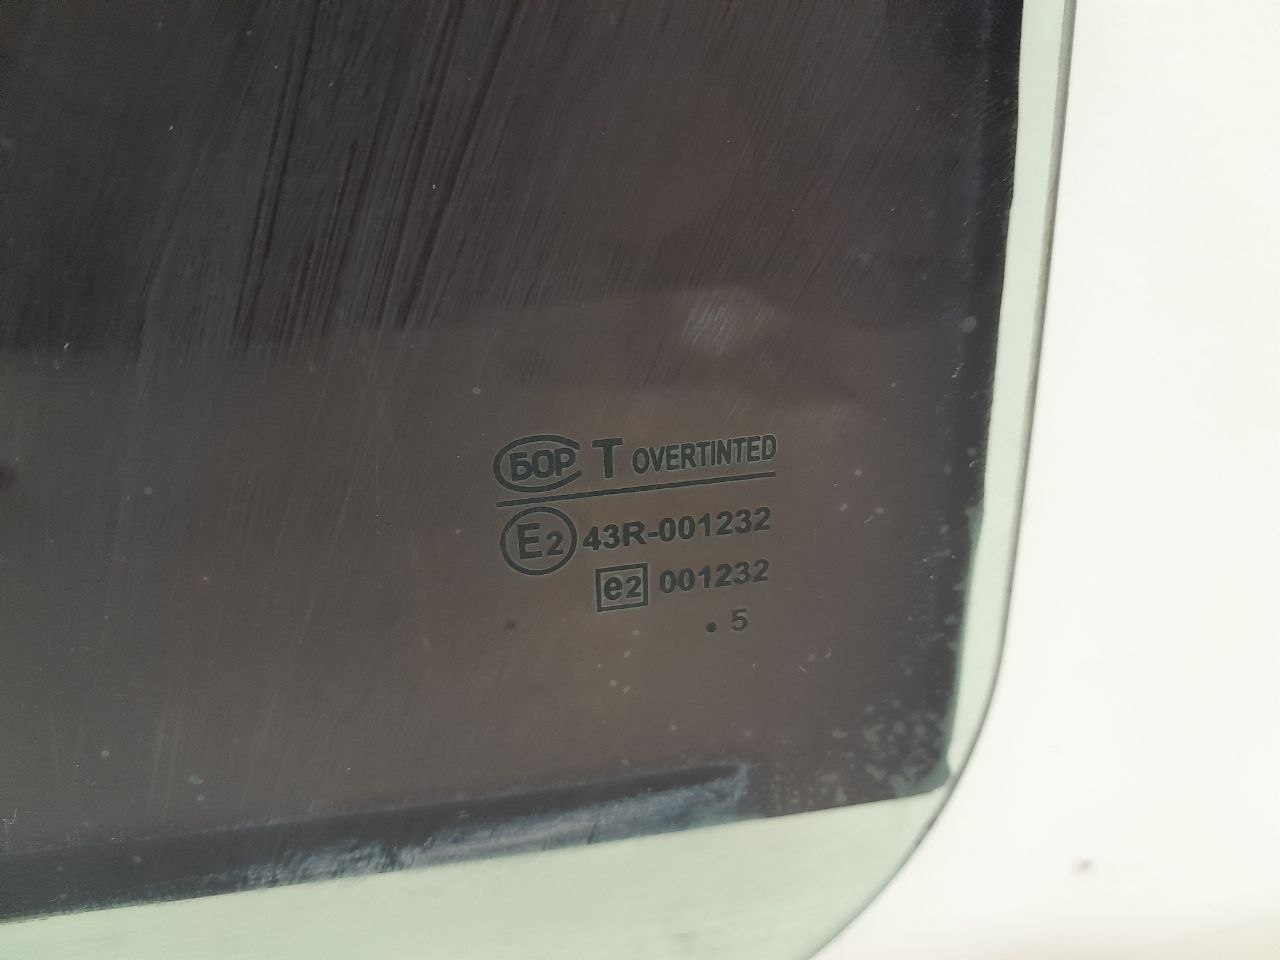 БОР T OVERTINTED
E2 43R-001232
e2 001232
. 5